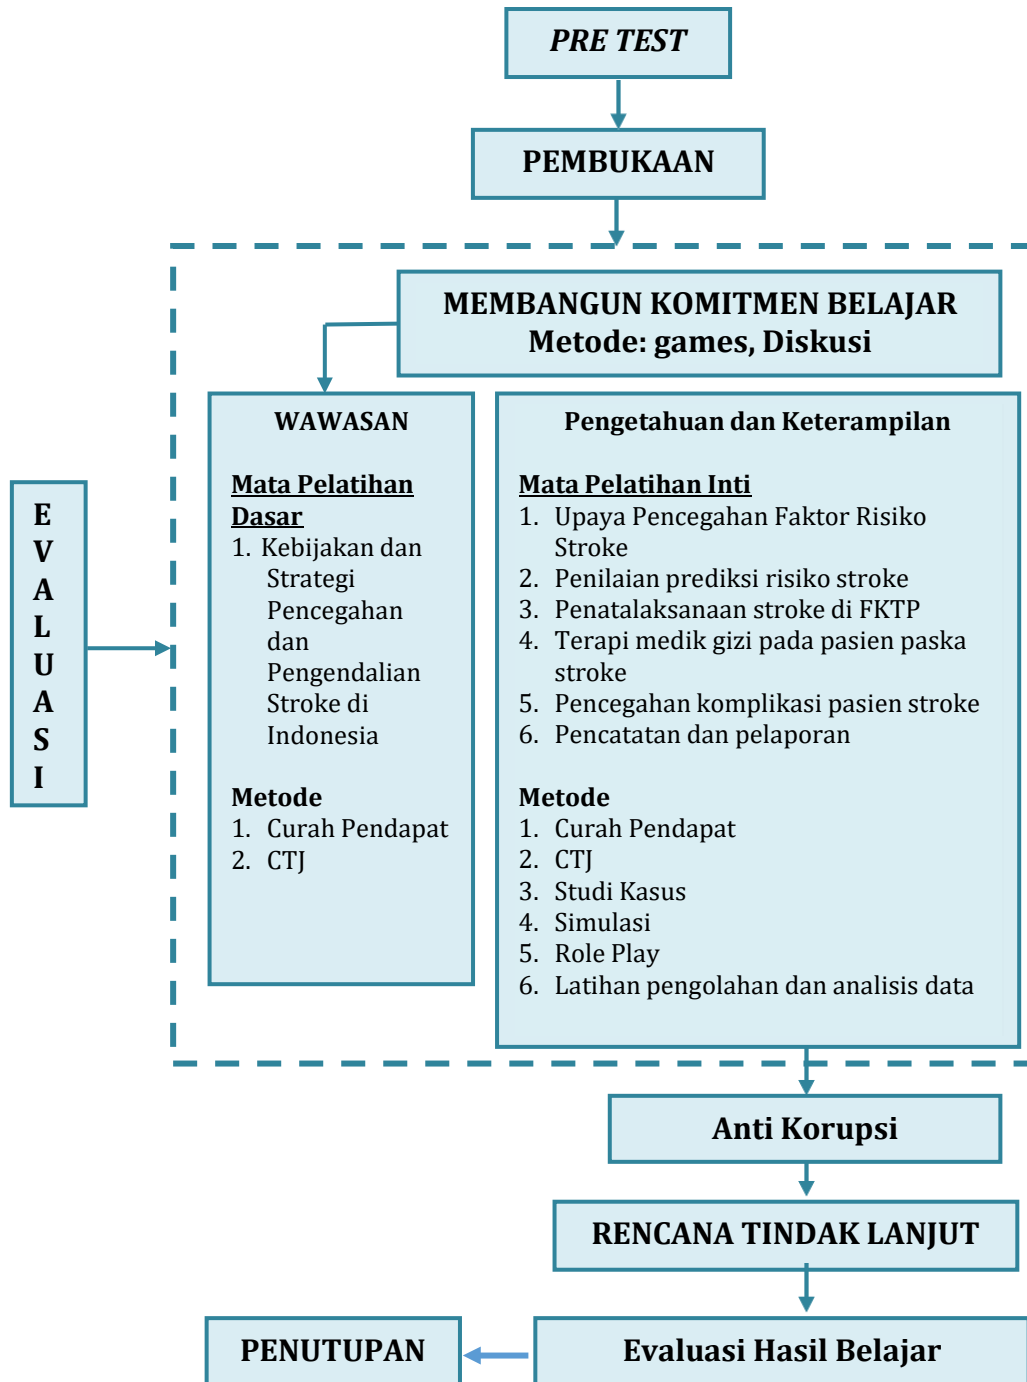 PRE TEST
PEMBUKAAN
MEMBANGUN KOMITMEN BELAJAR
Metode: games, Diskusi
E
V
A
L
U
A
S
I
WAWASAN
Mata Pelatihan
Dasar
1. Kebijakan dan
Strategi
Pencegahan
dan
Pengendalian
Stroke di
Indonesia
Metode
1. Curah Pendapat
2. CTJ
Pengetahuan dan Keterampilan
Mata Pelatihan Inti
1. Upaya Pencegahan Faktor Risiko
Stroke
2. Penilaian prediksi risiko stroke
3. Penatalaksanaan stroke di FKTP
4. Terapi medik gizi pada pasien paska
stroke
5. Pencegahan komplikasi pasien stroke
6. Pencatatan dan pelaporan
Metode
1. Curah Pendapat
2. CTJ
3. Studi Kasus
4. Simulasi
5. Role Play
6. Latihan pengolahan dan analisis data
Anti Korupsi
RENCANA TINDAK LANJUT
Evaluasi Hasil Belajar
PENUTUPAN